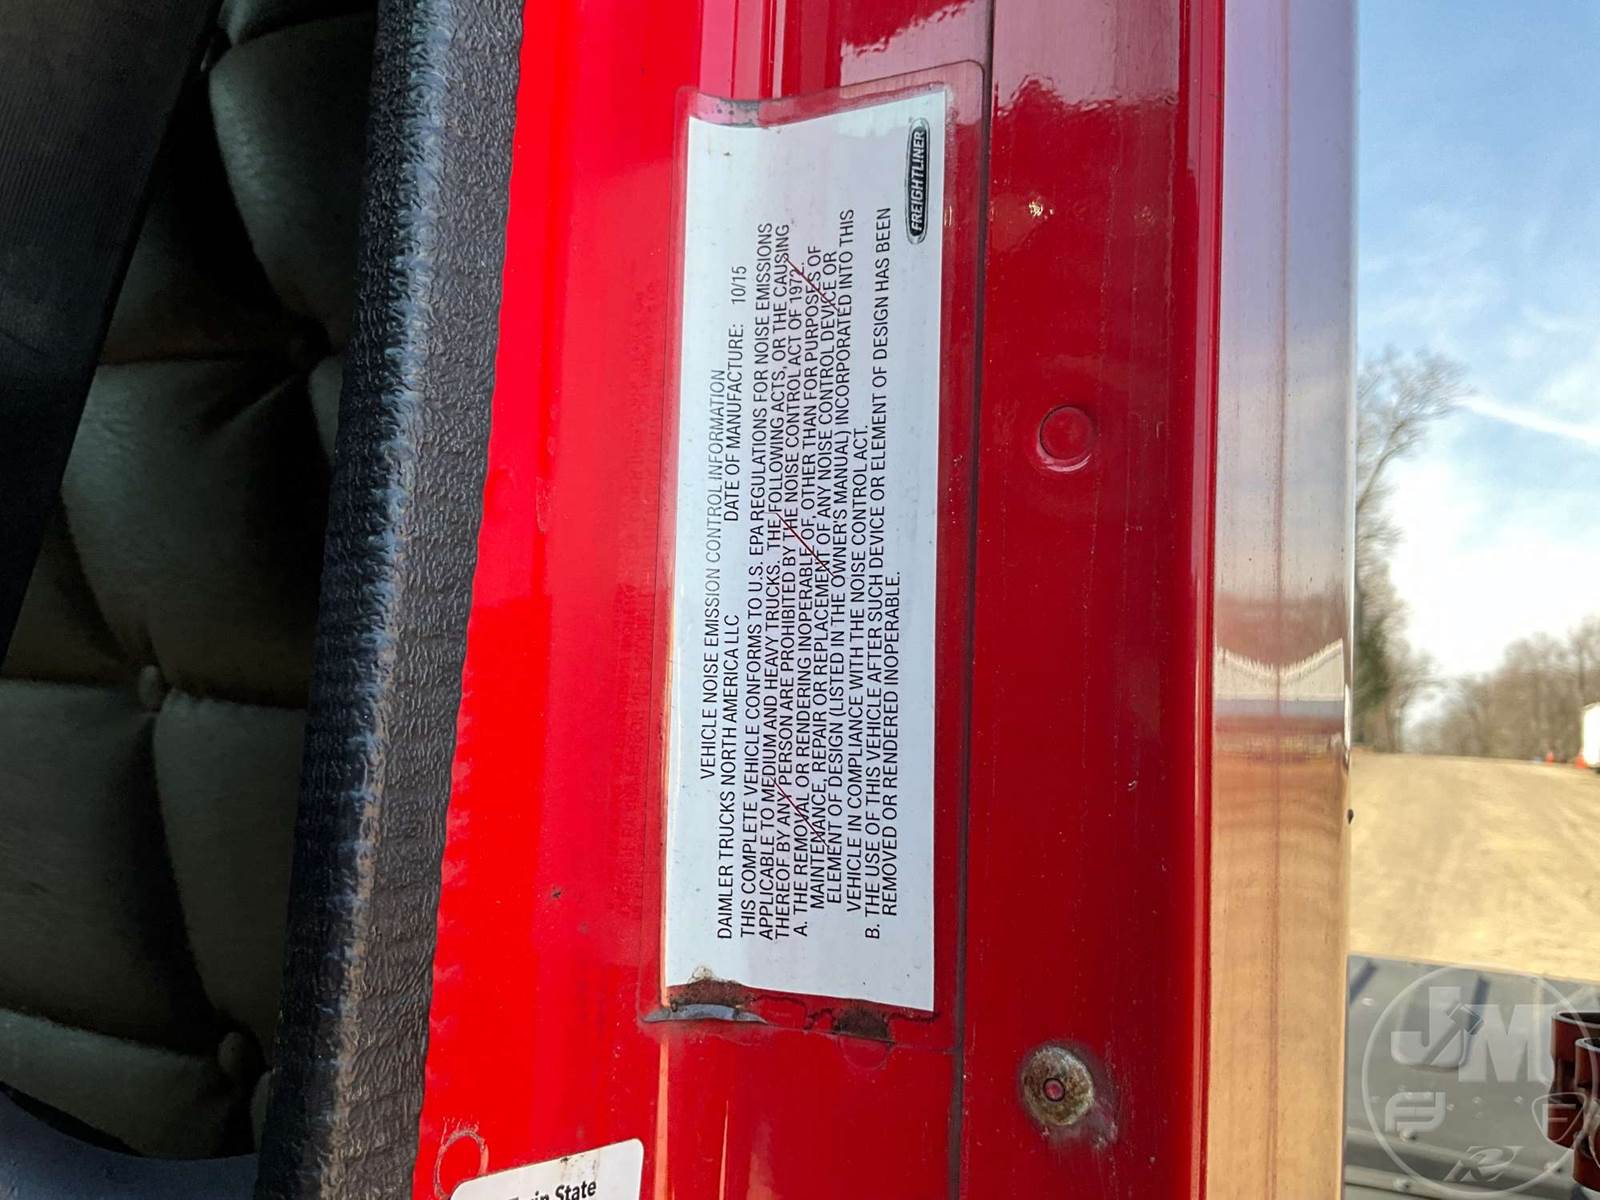 FREIGHTLINER
VEHICLE NOISE EMISSION CONTROL INFORMATION
DAIMLER TRUCKS NORTH AMERICA LLC DATE OF MANUFACTURE: 10/15
THIS COMPLETE VEHICLE CONFORMS TO U.S. EPA REGULATIONS FOR NOISE EMISSIONS
APPLICABLE TO MEDIUM AND HEAVY TRUCKS. THE FOLLOWING ACTS, OR THE CAUSING
THEREOF BY ANY PERSON ARE PROHIBITED BY THE NOISE CONTROL ACT OF 1972.
A. THE REMOVAL OR RENDERING INOPERABLE, OTHER THAN FOR PURPOSES OF
MAINTENANCE, REPAIR OR REPLACEMENT OF ANY NOISE CONTROL DEVICE OR
ELEMENT OF DESIGN (LISTED IN THE OWNER'S MANUAL) INCORPORATED INTO THIS
VEHICLE IN COMPLIANCE WITH THE NOISE CONTROL ACT.
B. THE USE OF THIS VEHICLE AFTER SUCH DEVICE OR ELEMENT OF DESIGN HAS BEEN
REMOVED OR RENDERED INOPERABLE.
State
JM